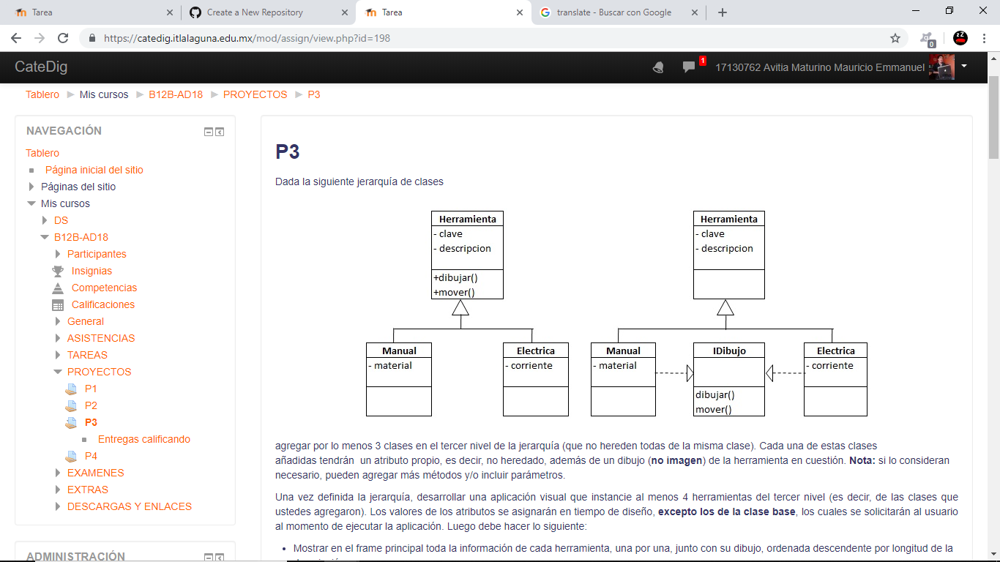 Tarea
Create a New Repository
Tarea
translate - Buscar con Google
https://catedig.itlalaguna.edu.mx/mod/assign/view.php?id=198
0
CateDig
1
17130762 Avitia Maturino Mauricio Emmanuel
Tablero Mis cursos B12B-AD18 PROYECTOS P3
NAVEGACIÓN
Tablero
Página inicial del sitio
Páginas del sitio
Mis cursos
DS
B12B-AD18
Participantes
Insignias
Competencias
Calificaciones
General
ASISTENCIAS
TAREAS
PROYECTOS
P1
P2
P3
Entregas calificando
P4
EXAMENES
EXTRAS
DESCARGAS Y ENLACES
ADMINISTRACIÓN
P3
Dada la siguiente jerarquía de clases
Herramienta
- clave
- descripcion
+dibujar()
+mover()
Manual
- material
Electrica
- corriente
Herramienta
- clave
- descripcion
Manual
- material
IDibujo
dibujar()
mover()
Electrica
- corriente
agregar por lo menos 3 clases en el tercer nivel de la jerarquía (que no hereden todas de la misma clase). Cada una de estas clases
añadidas tendrán un atributo propio, es decir, no heredado, además de un dibujo (no imagen) de la herramienta en cuestión. Nota: si lo consideran
necesario, pueden agregar más métodos y/o incluir parámetros.
Una vez definida la jerarquía, desarrollar una aplicación visual que instancie al menos 4 herramientas del tercer nivel (es decir, de las clases que
ustedes agregaron). Los valores de los atributos se asignarán en tiempo de diseño, excepto los de la clase base, los cuales se solicitarán al usuario
al momento de ejecutar la aplicación. Luego debe hacer lo siguiente:
Mostrar en el frame principal toda la información de cada herramienta, una por una, junto con su dibujo, ordenada descendente por longitud de la